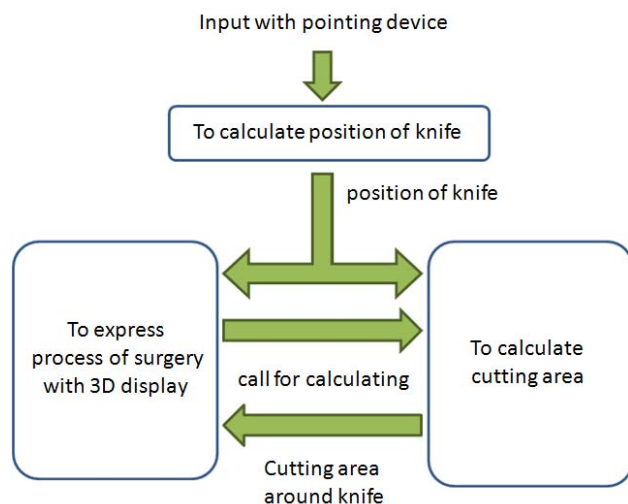 Input with pointing device
To calculate position of knife
position of knife
To express
process of surgery
with 3D display
call for calculating
To calculate
cutting area
Cutting area
around knife